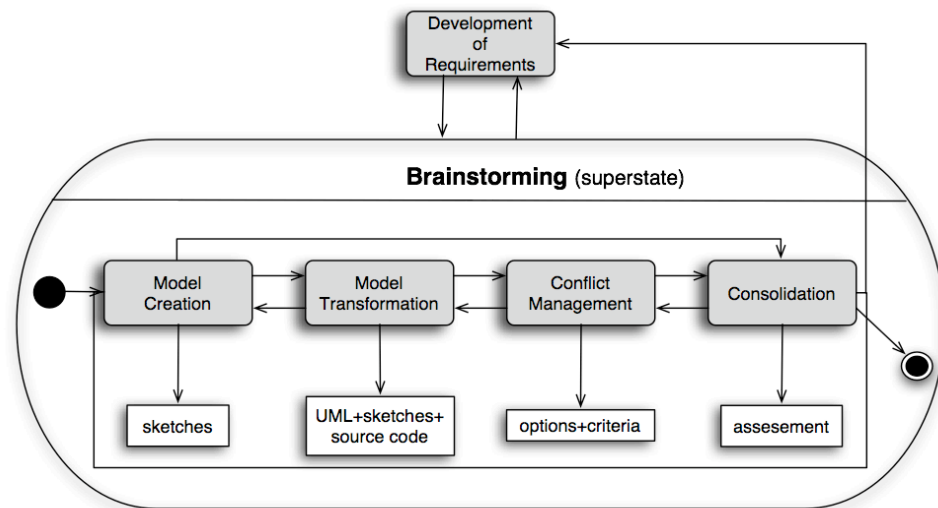 Development
of
Requirements
Brainstorming (superstate)
Model
Creation
Model
Transformation
Conflict
Management
Consolidation
sketches
UML+sketches+
source code
options+criteria
assesement